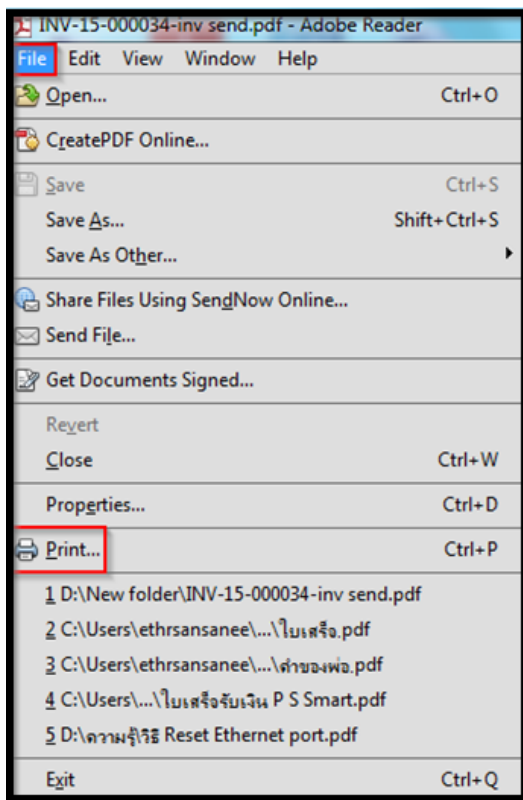 INV-15-000034-inv send.pdf - Adobe Reader
File Edit View Window Help
Open... Ctrl+O
CreatePDF Online...
Save Ctrl+S
Save As... Shift+Ctrl+S
Save As Other...
Share Files Using SendNow Online...
Send File...
Get Documents Signed...
Revert
Close Ctrl+W
Properties... Ctrl+D
Print... Ctrl+P
1 D:\New folder\INV-15-000034-inv send.pdf
2 C:\Users\ethrsansanee\...\ใบเสร็จ.pdf
3 C:\Users\ethrsansanee\...\คำของพ่อ.pdf
4 C:\Users\...\ใบเสร็จรับเงิน P S Smart.pdf
5 D:\ความรู้\วิธี Reset Ethernet port.pdf
Exit Ctrl+Q